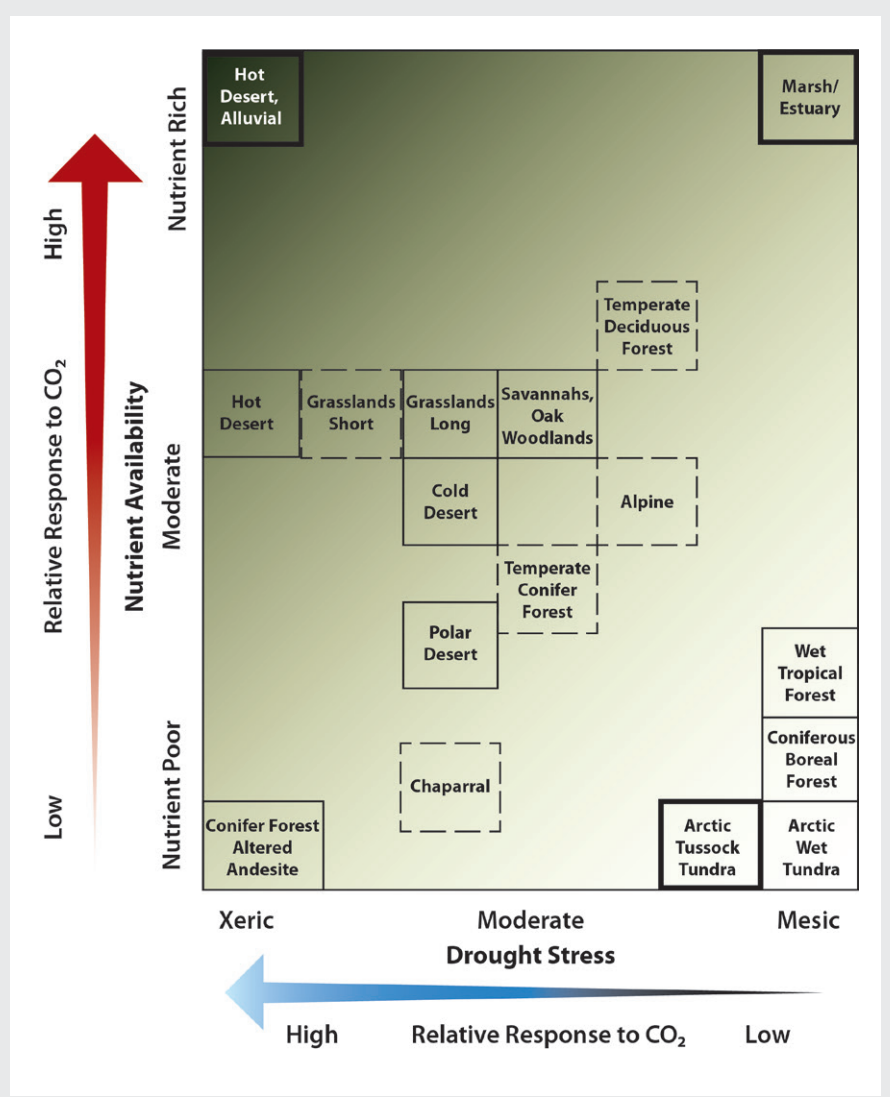 Hot
Desert,
Alluvial
Marsh/
Estuary
Nutrient Rich
High
Temperate
Deciduous
Forest
Relative Response to CO₂
Nutrient Availability
Moderate
Hot
Desert
Grasslands
Short
Grasslands
Long
Savannahs,
Oak
Woodlands
Cold
Desert
Alpine
Temperate
Conifer
Forest
Polar
Desert
Wet
Tropical
Forest
Coniferous
Boreal
Forest
Chaparral
Low
Nutrient Poor
Conifer Forest
Altered
Andesite
Arctic
Tussock
Tundra
Arctic
Wet
Tundra
Xeric
Moderate
Mesic
Drought Stress
High
Relative Response to CO₂
Low